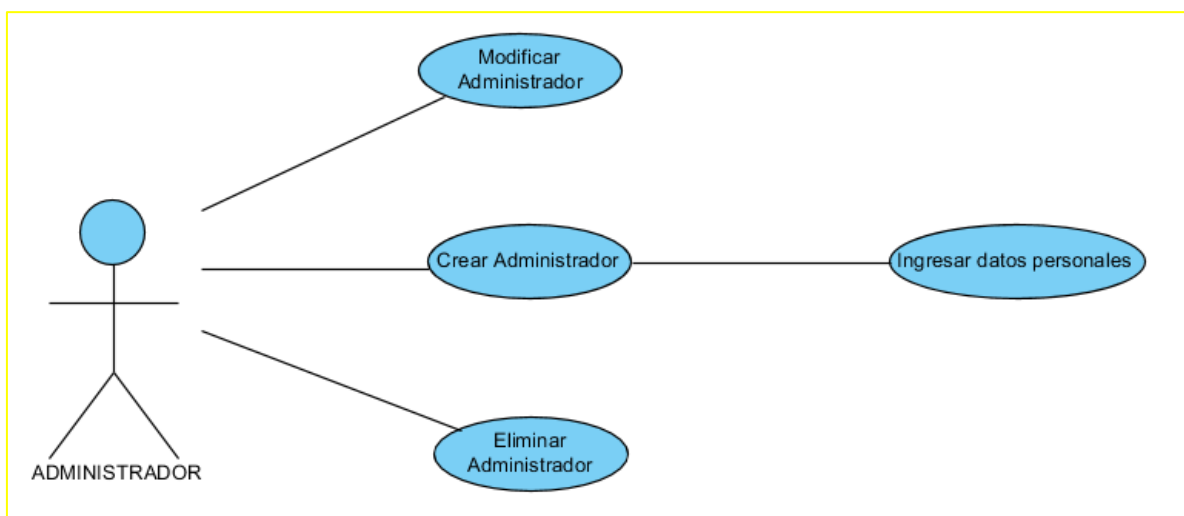 Modificar
Administrador
Crear Administrador
Ingresar datos personales
Eliminar
Administrador
ADMINISTRADOR